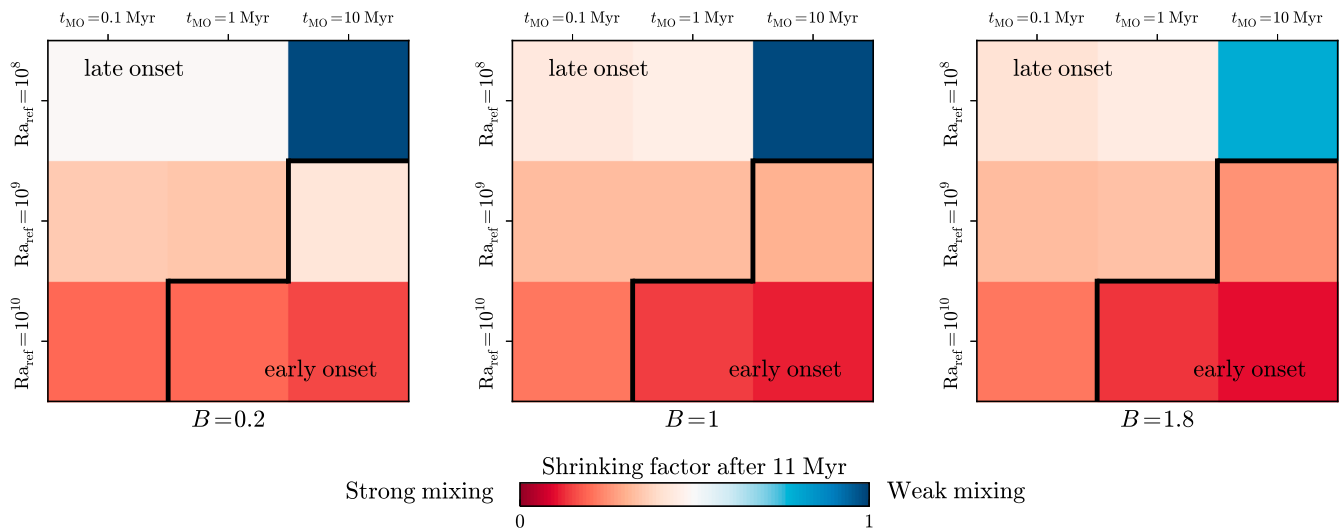 t_MO=0.1 Myr t_MO=1 Myr t_MO=10 Myr
Ra_ref=10^8
Ra_ref=10^9
Ra_ref=10^10
late onset
early onset
B=0.2
t_MO=0.1 Myr t_MO=1 Myr t_MO=10 Myr
Ra_ref=10^8
Ra_ref=10^9
Ra_ref=10^10
late onset
early onset
B=1
t_MO=0.1 Myr t_MO=1 Myr t_MO=10 Myr
Ra_ref=10^8
Ra_ref=10^9
Ra_ref=10^10
late onset
early onset
B=1.8
Shrinking factor after 11 Myr
Strong mixing Weak mixing
0 1